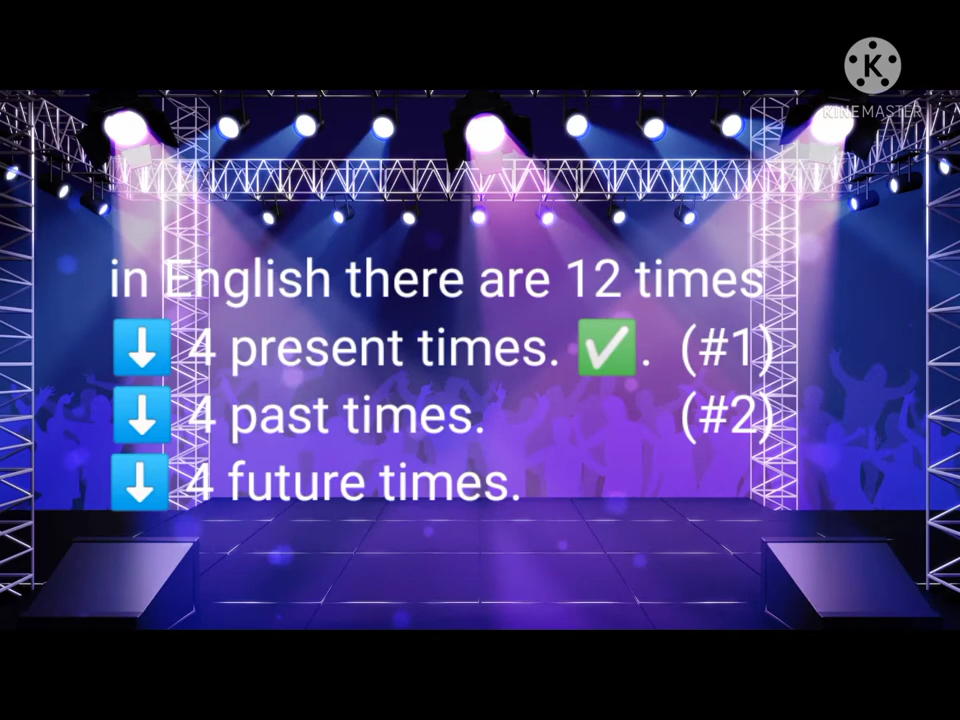 K
KINEMASTER
in English there are 12 times
⬇️ 4 present times. ✅. (#1)
⬇️ 4 past times. (#2)
⬇️ 4 future times.